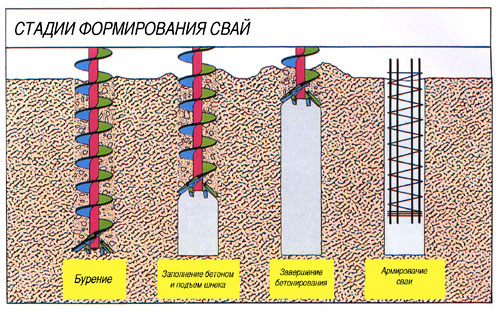 СТАДИИ ФОРМИРОВАНИЯ СВАЙ
Бурение
Заполнение бетоном
и подъем шнека
Завершение
бетонирования
Армирование
сваи